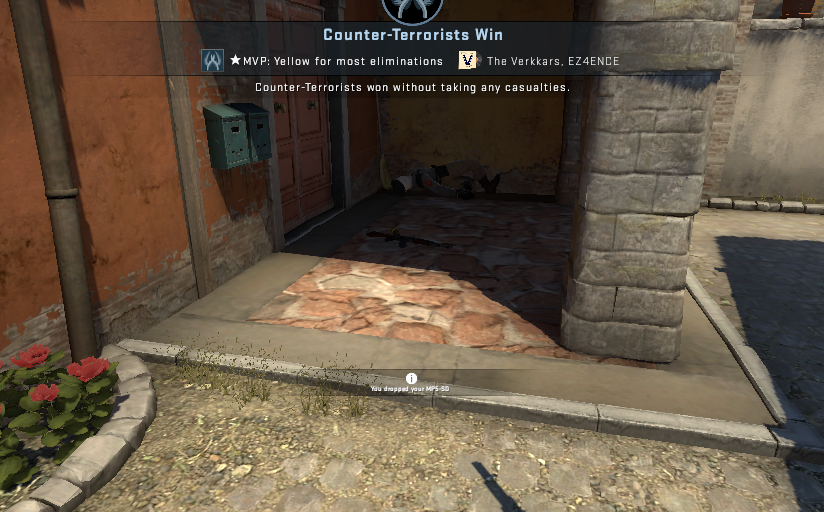 Counter-Terrorists Win
★MVP: Yellow for most eliminations The Verkkars, EZ4ENCE
Counter-Terrorists won without taking any casualties.
You dropped your MP5-SD